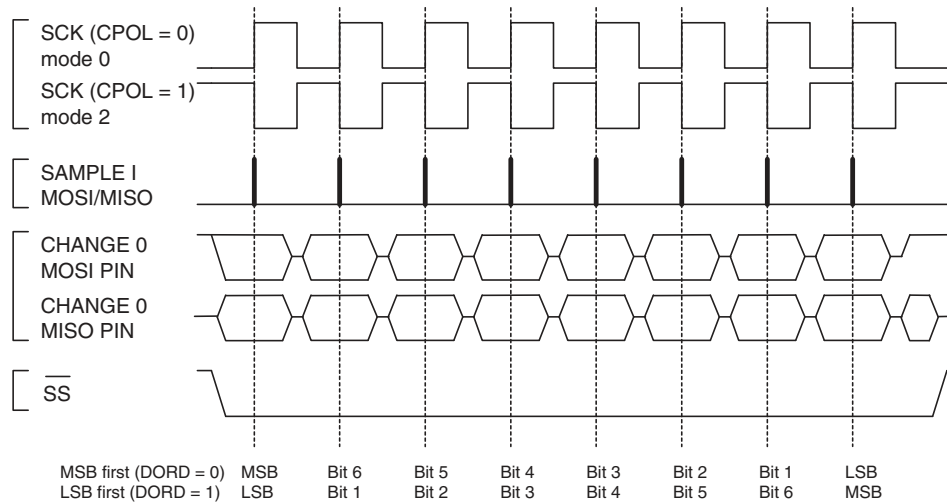 SCK (CPOL = 0)
mode 0
SCK (CPOL = 1)
mode 2
SAMPLE I
MOSI/MISO
CHANGE 0
MOSI PIN
CHANGE 0
MISO PIN
SS
MSB first (DORD = 0) MSB Bit 6 Bit 5 Bit 4 Bit 3 Bit 2 Bit 1 LSB
LSB first (DORD = 1) LSB Bit 1 Bit 2 Bit 3 Bit 4 Bit 5 Bit 6 MSB